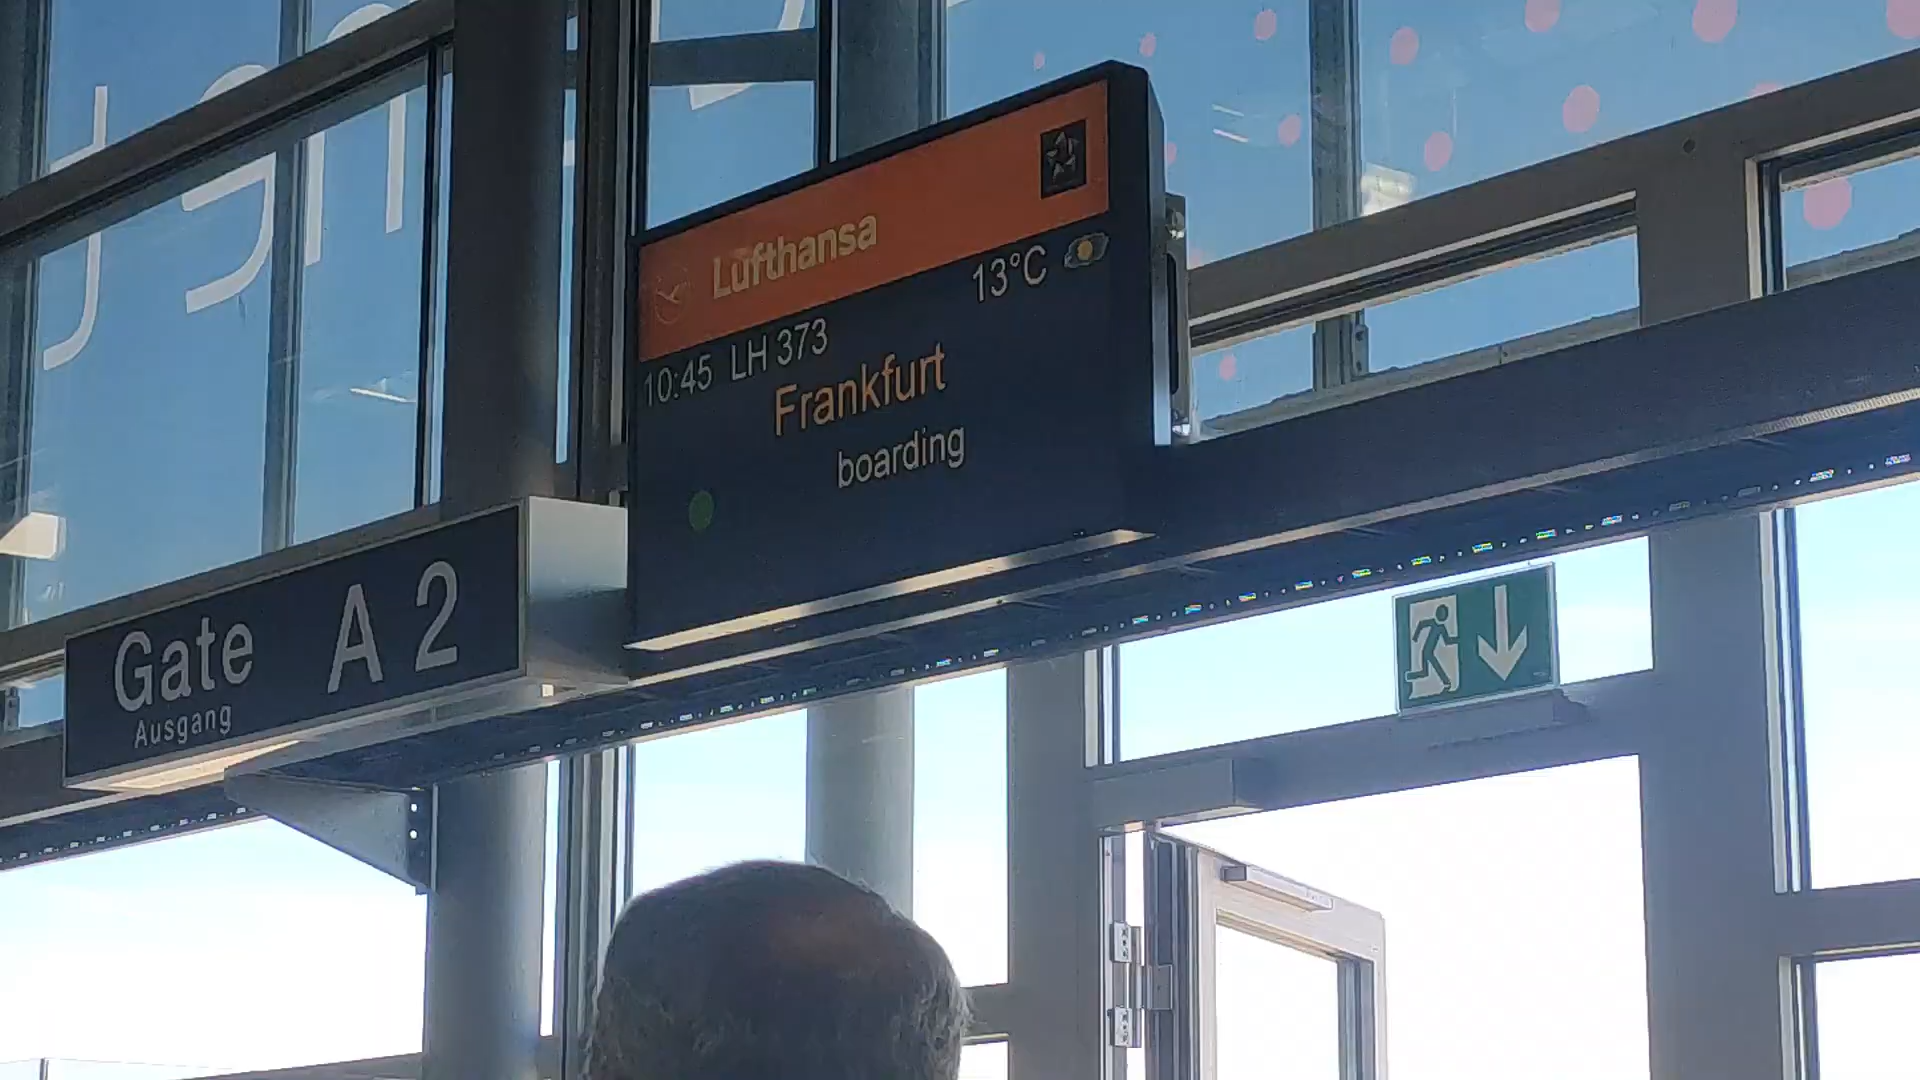 Lufthansa
13°C
10:45 LH 373
Frankfurt
boarding
Gate A 2
Ausgang